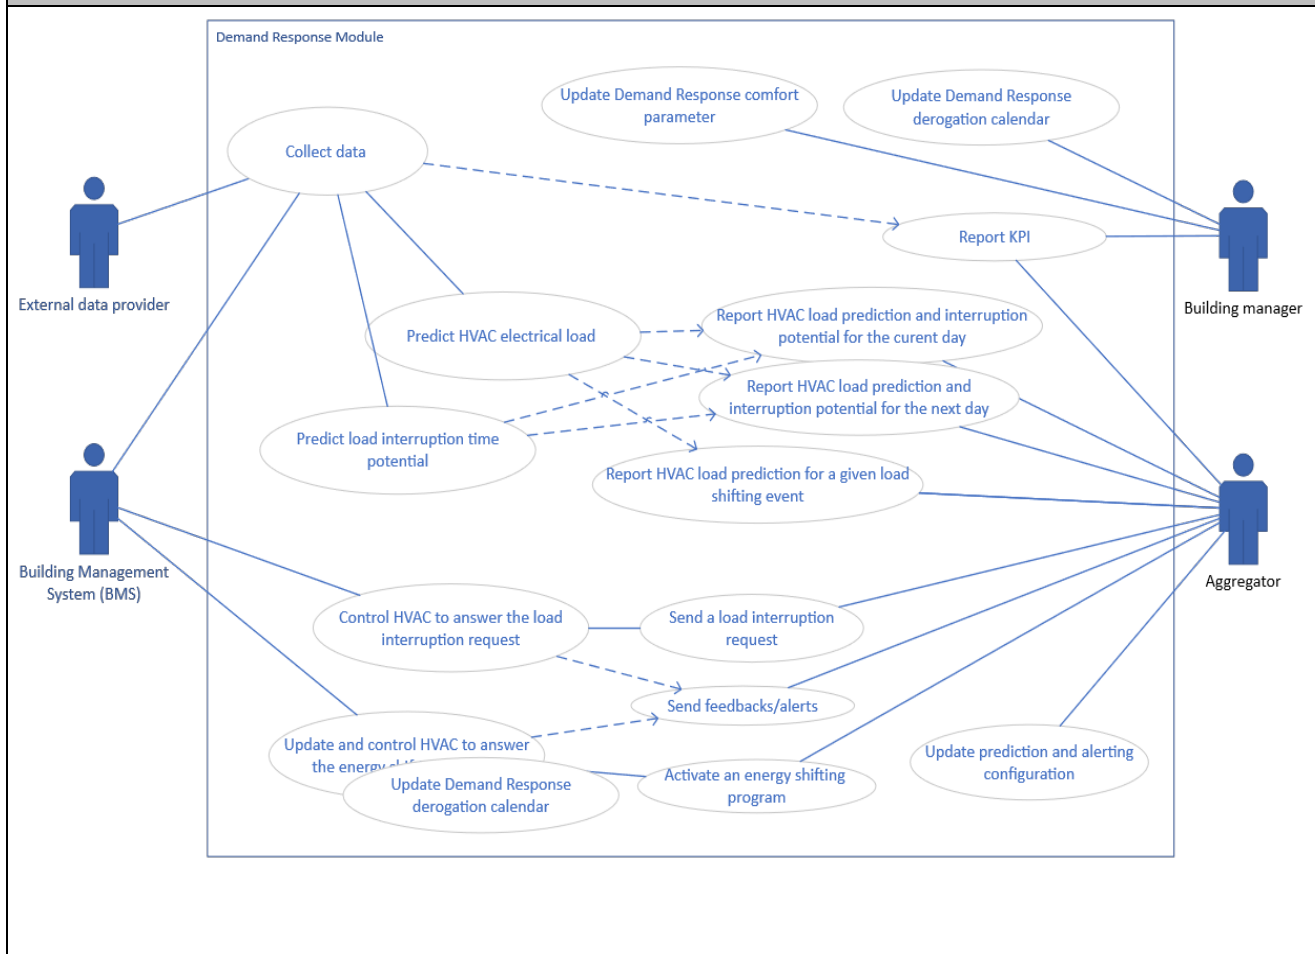 Demand Response Module
Update Demand Response comfort
parameter
Update Demand Response
derogation calendar
Collect data
Report KPI
External data provider
Building manager
Predict HVAC electrical load
Report HVAC load prediction and interruption
potential for the curent day
Report HVAC load prediction and
interruption potential for the next day
Predict load interruption time
potential
Report HVAC load prediction for a given load
shifting event
Building Management
System (BMS)
Aggregator
Control HVAC to answer the load
interruption request
Send a load interruption
request
Send feedbacks/alerts
Update and control HVAC to answer
the energy
Update Demand Response
derogation calendar
Activate an energy shifting
program
Update prediction and alerting
configuration